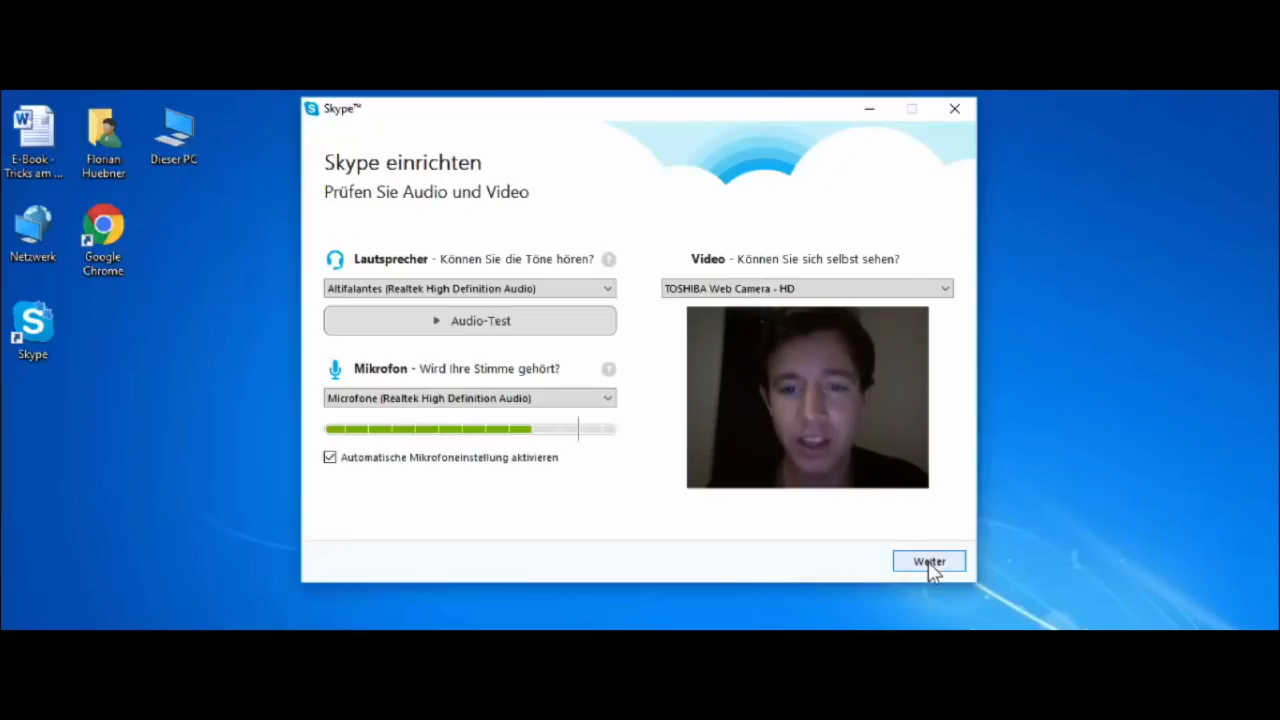 Skype™
E-Book -
Tricks am ...
Florian
Huebner
Dieser PC
Netzwerk
Google
Chrome
Skype
Skype einrichten
Prüfen Sie Audio und Video
Lautsprecher - Können Sie die Töne hören? ?
Altifalantes (Realtek High Definition Audio)
Audio-Test
Mikrofon - Wird Ihre Stimme gehört? ?
Microfone (Realtek High Definition Audio)
Automatische Mikrofoneinstellung aktivieren
Video - Können Sie sich selbst sehen?
TOSHIBA Web Camera - HD
Weiter